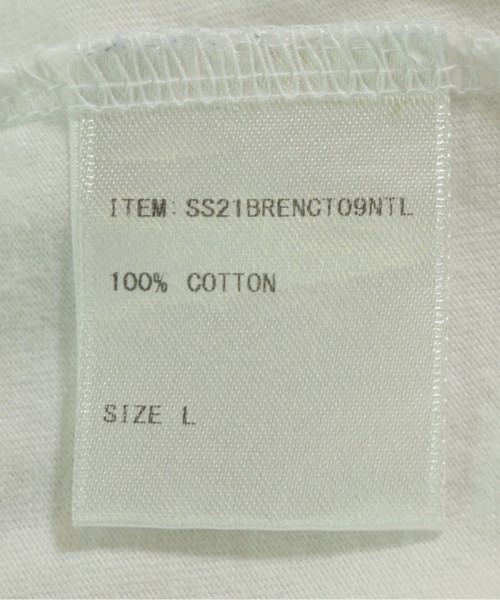 ITEM: SS21BRENCT09NTL
100% COTTON
SIZE L